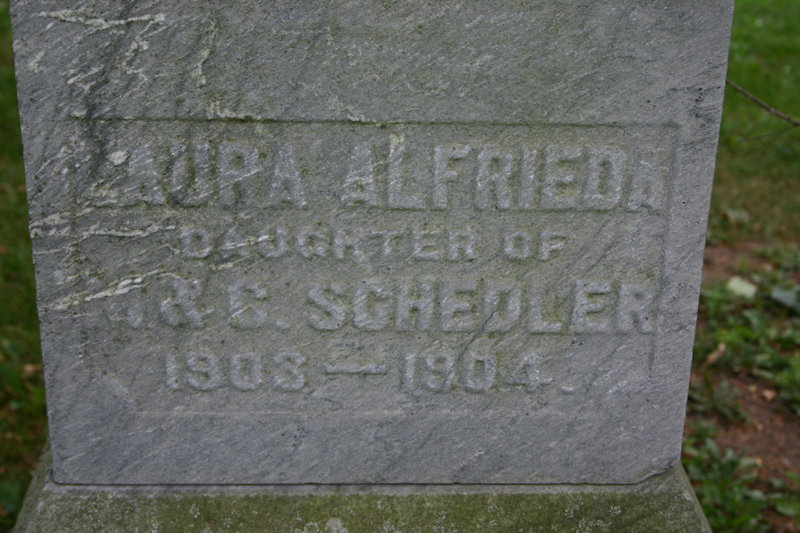 LAURA ALFRIEDA
DAUGHTER OF
& C. SCHEDLER
1903 — 1904.